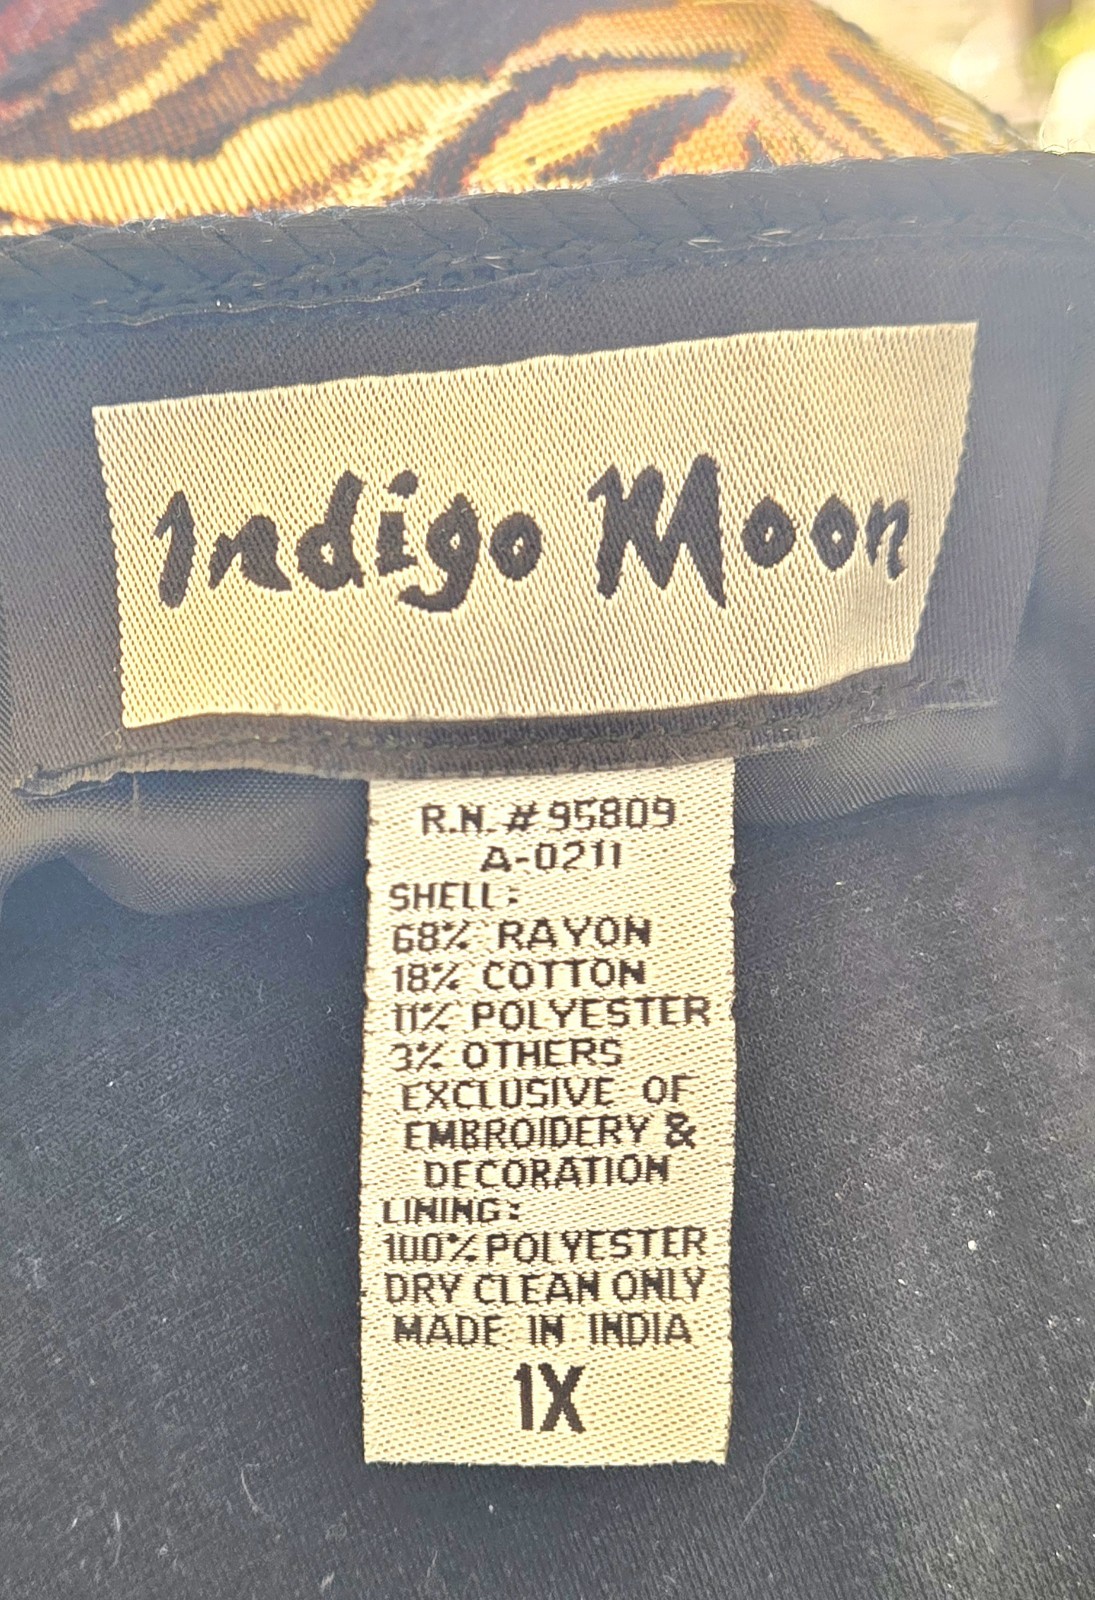 Indigo Moon
R.N. # 95809
A-0211
SHELL:
68% RAYON
18% COTTON
11% POLYESTER
3% OTHERS
EXCLUSIVE OF
EMBROIDERY &
DECORATION
LINING:
100% POLYESTER
DRY CLEAN ONLY
MADE IN INDIA
1X